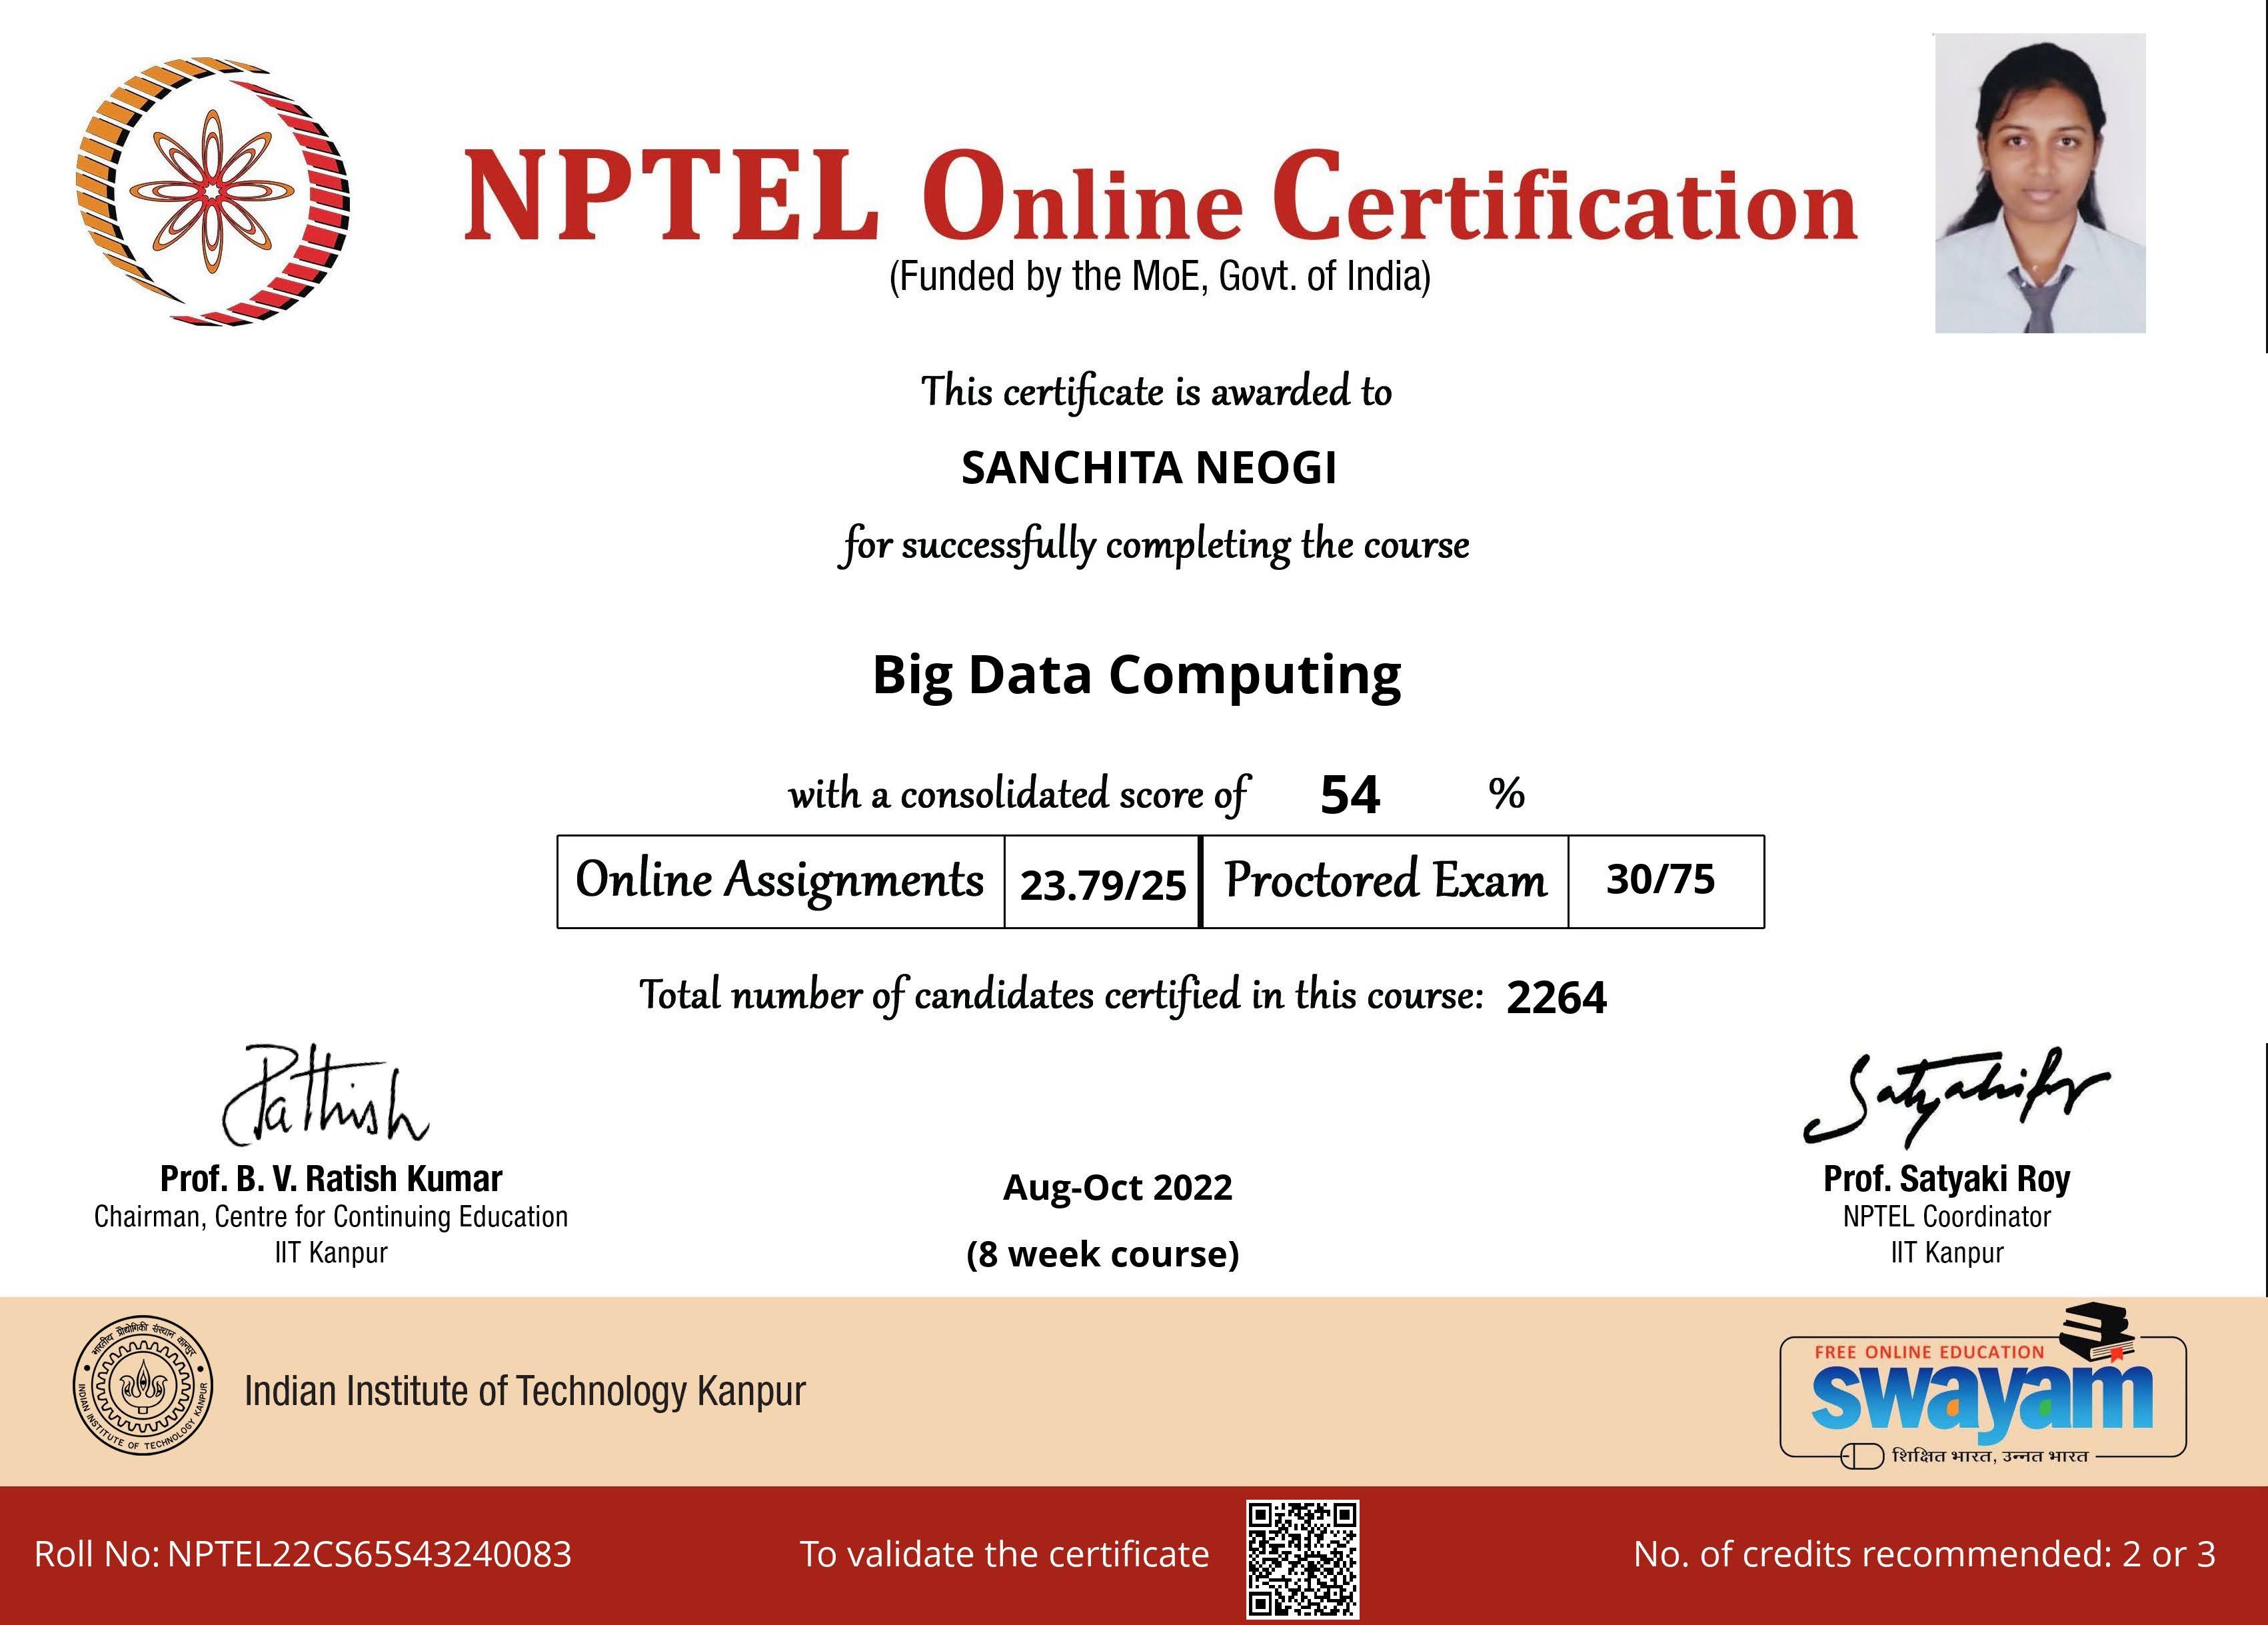 NPTEL Online Certification
(Funded by the MoE, Govt. of India)
This certificate is awarded to
SANCHITA NEOGI
for successfully completing the course
Big Data Computing
with a consolidated score of 54 %
Online Assignments 23.79/25 Proctored Exam 30/75
Total number of candidates certified in this course: 2264
Prof. B. V. Ratish Kumar
Chairman, Centre for Continuing Education
IIT Kanpur
Aug-Oct 2022
(8 week course)
Prof. Satyaki Roy
NPTEL Coordinator
IIT Kanpur
भारतीय प्रौद्योगिकी संस्थान कानपुर
INDIAN INSTITUTE OF TECHNOLOGY KANPUR
Indian Institute of Technology Kanpur
FREE ONLINE EDUCATION
swayam
शिक्षित भारत, उन्नत भारत
Roll No: NPTEL22CS65S43240083
To validate the certificate
No. of credits recommended: 2 or 3